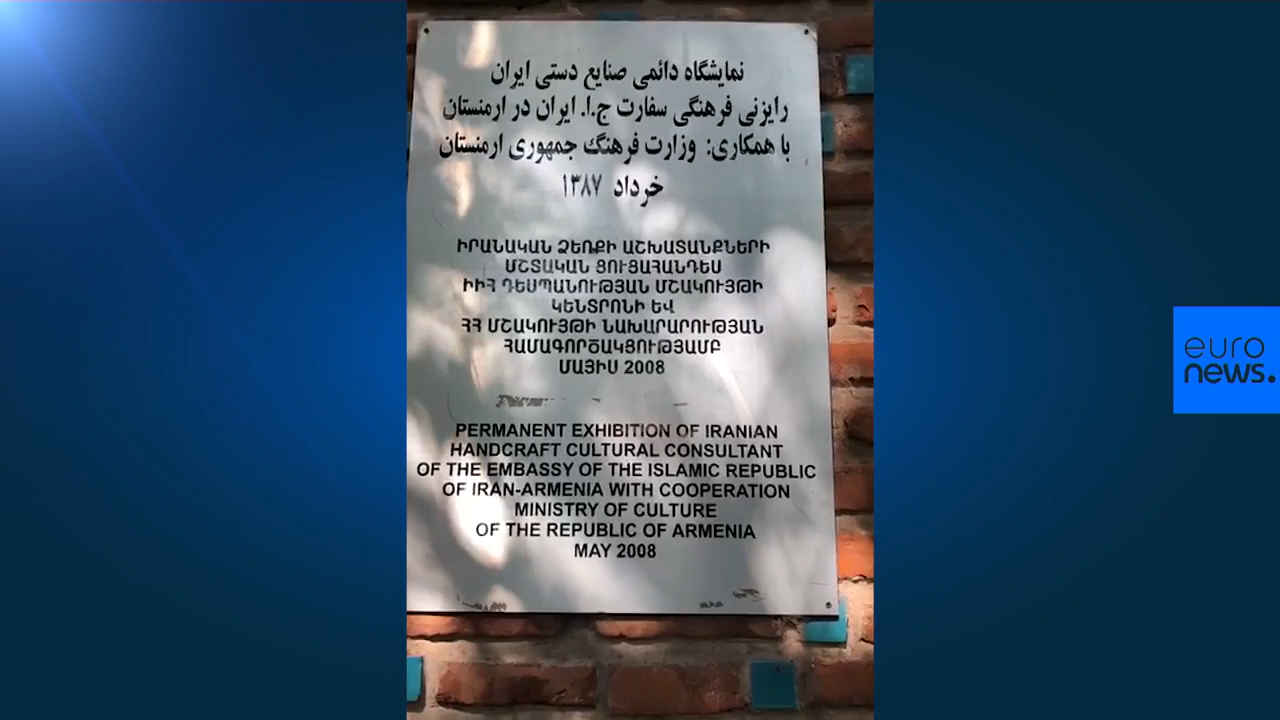 نمایشگاه دائمی صنایع دستی ایران
رایزنی فرهنگی سفارت ج.ا. ایران در ارمنستان
با همکاری: وزارت فرهنگ جمهوری ارمنستان
خرداد ۱۳۸۷
ԻՐԱՆԱԿԱՆ ՁԵՌՔԻ ԱՇԽԱՏԱՆՔՆԵՐԻ
ՄՇՏԱԿԱՆ ՑՈՒՑԱՀԱՆԴԵՍ
ԻԻՀ ԴԵՍՊԱՆՈՒԹՅԱՆ ՄՇԱԿՈՒՅԹԻ
ԿԵՆՏՐՈՆԻ ԵՎ
ՀՀ ՄՇԱԿՈՒՅԹԻ ՆԱԽԱՐԱՐՈՒԹՅԱՆ
ՀԱՄԱԳՈՐԾԱԿՑՈՒԹՅԱՄԲ
ՄԱՅԻՍ 2008
PERMANENT EXHIBITION OF IRANIAN
HANDCRAFT CULTURAL CONSULTANT
OF THE EMBASSY OF THE ISLAMIC REPUBLIC
OF IRAN-ARMENIA WITH COOPERATION
MINISTRY OF CULTURE
OF THE REPUBLIC OF ARMENIA
MAY 2008
euro
news.